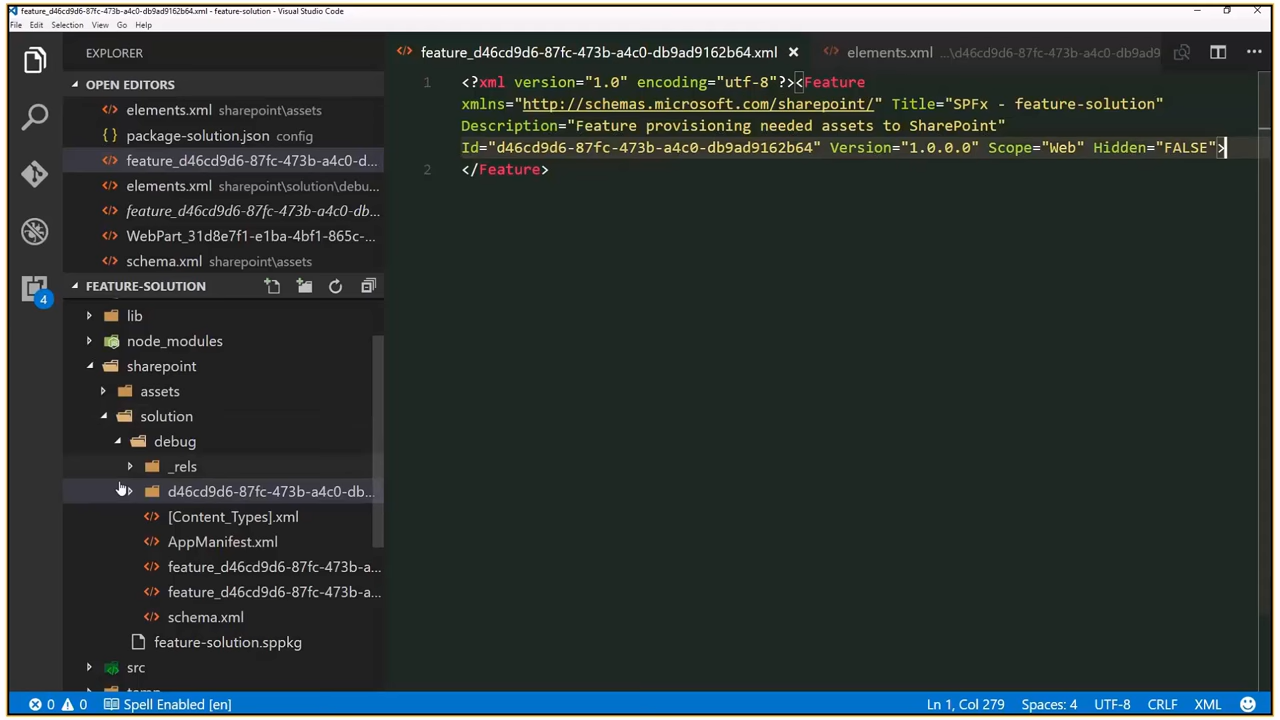 feature_d46cd9d6-87fc-473b-a4c0-db9ad9162b64.xml - feature-solution - Visual Studio Code
File Edit Selection View Go Help
EXPLORER
OPEN EDITORS
elements.xml sharepoint\assets
package-solution.json config
feature_d46cd9d6-87fc-473b-a4c0-d...
elements.xml sharepoint\solution\debu...
feature_d46cd9d6-87fc-473b-a4c0-db...
WebPart_31d8e7f1-e1ba-4bf1-865c-...
schema.xml sharepoint\assets
FEATURE-SOLUTION
lib
node_modules
sharepoint
assets
solution
debug
_rels
d46cd9d6-87fc-473b-a4c0-db...
[Content_Types].xml
AppManifest.xml
feature_d46cd9d6-87fc-473b-a...
feature_d46cd9d6-87fc-473b-a...
schema.xml
feature-solution.sppkg
src
temp
4
feature_d46cd9d6-87fc-473b-a4c0-db9ad9162b64.xml
elements.xml ...\d46cd9d6-87fc-473b-a4c0-db9ad
1 <?xml version="1.0" encoding="utf-8"?><Feature
xmlns="http://schemas.microsoft.com/sharepoint/" Title="SPFx - feature-solution"
Description="Feature provisioning needed assets to SharePoint"
Id="d46cd9d6-87fc-473b-a4c0-db9ad9162b64" Version="1.0.0.0" Scope="Web" Hidden="FALSE">
2 </Feature>
0 0 Spell Enabled [en] Ln 1, Col 279 Spaces: 4 UTF-8 CRLF XML